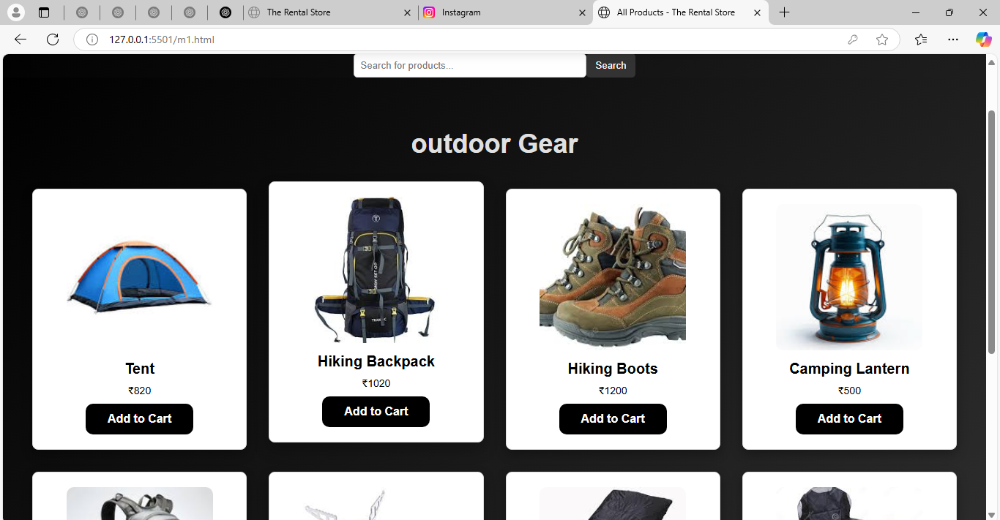 The Rental Store
Instagram
All Products - The Rental Store
127.0.0.1:5501/m1.html
Search for products...
Search
outdoor Gear
Tent
₹820
Add to Cart
Hiking Backpack
₹1020
Add to Cart
Hiking Boots
₹1200
Add to Cart
Camping Lantern
₹500
Add to Cart